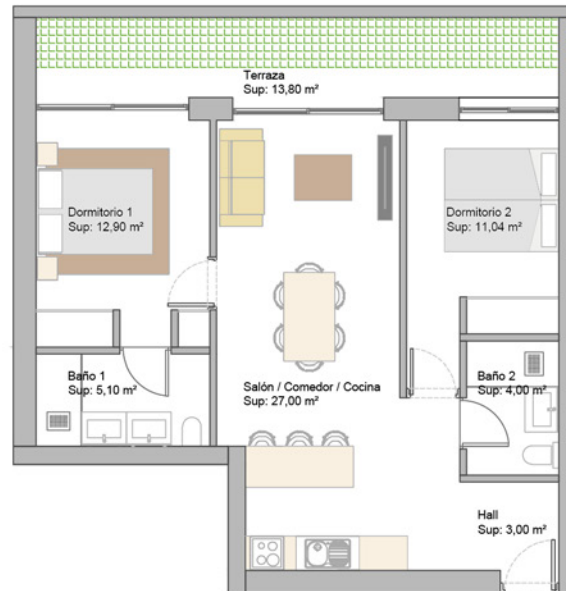 Terraza
Sup: 13,80 m²
Dormitorio 1
Sup: 12,90 m²
Dormitorio 2
Sup: 11,04 m²
Baño 1
Sup: 5,10 m²
Salón / Comedor / Cocina
Sup: 27,00 m²
Baño 2
Sup: 4,00 m²
Hall
Sup: 3,00 m²